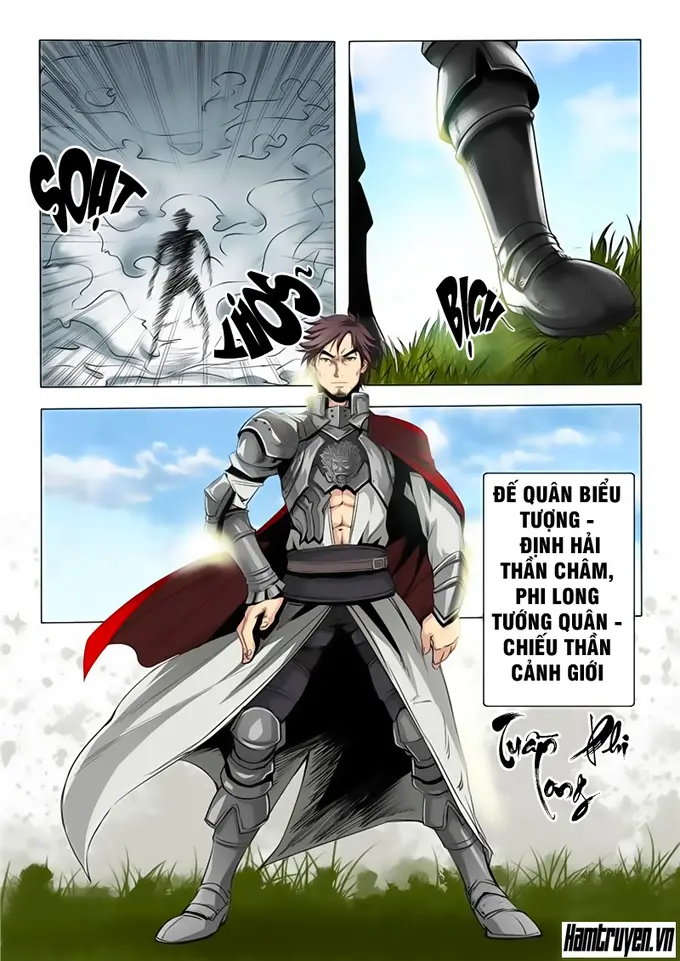 SOẠT
THÓS~
BỊCH
ĐẾ QUÂN BIỂU
TƯỢNG -
ĐỊNH HẢI
THẦN CHÂM,
PHI LONG
TƯỚNG QUÂN -
CHIẾU THẦN
CẢNH GIỚI
Tuấn Phi
Long
Hamtruyen.vn